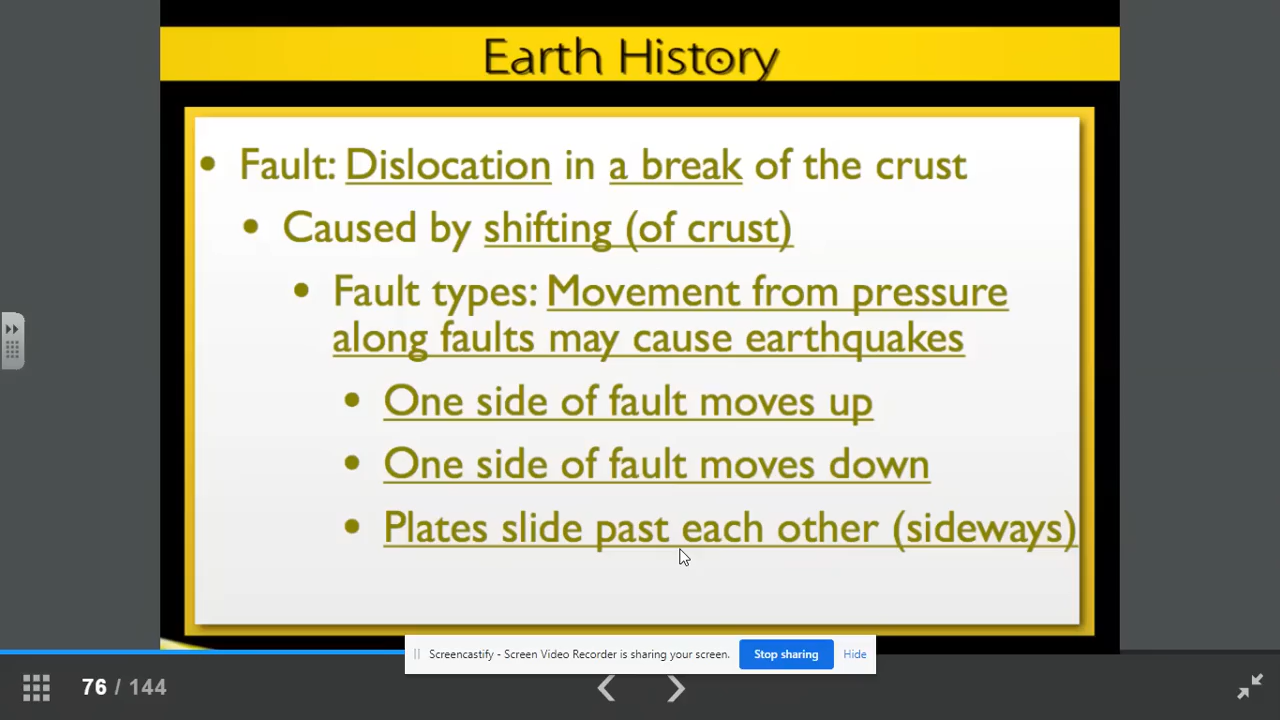 Earth History
• Fault: Dislocation in a break of the crust
• Caused by shifting (of crust)
• Fault types: Movement from pressure
along faults may cause earthquakes
• One side of fault moves up
• One side of fault moves down
• Plates slide past each other (sideways)
Screencastify - Screen Video Recorder is sharing your screen. Stop sharing Hide
76 / 144